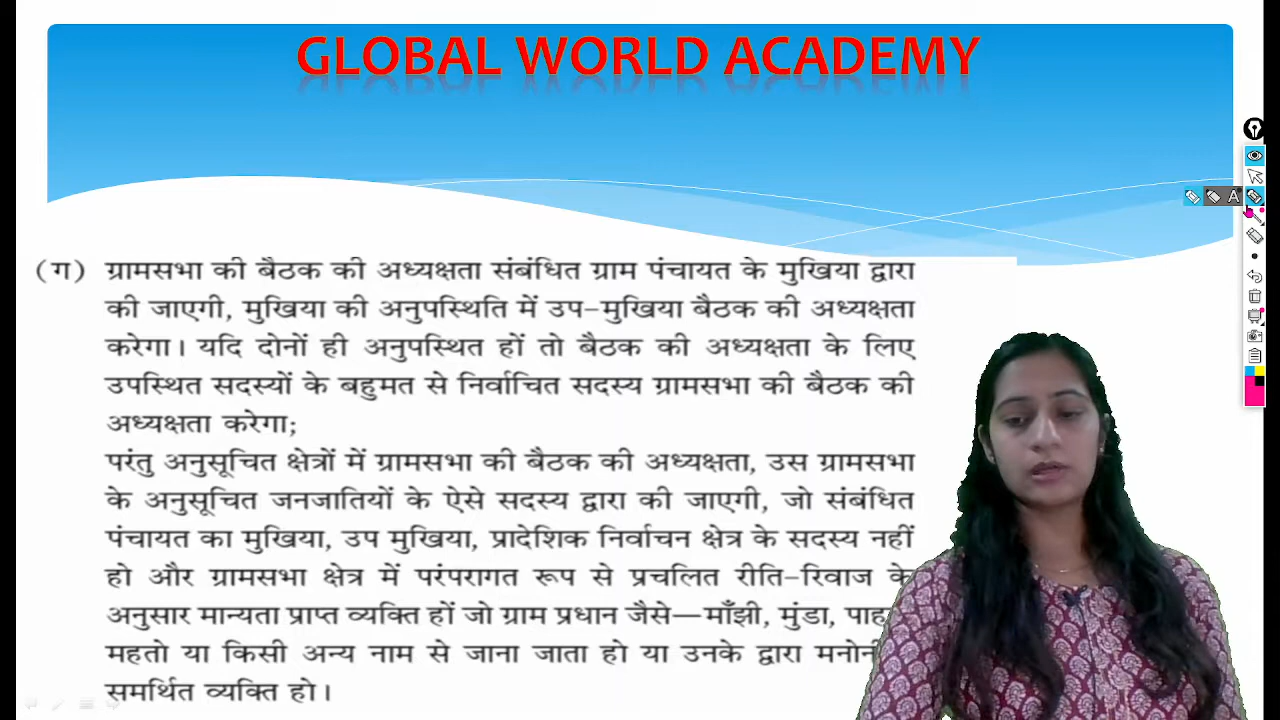 GLOBAL WORLD ACADEMY
(ग) ग्रामसभा की बैठक की अध्यक्षता संबंधित ग्राम पंचायत के मुखिया द्वारा
की जाएगी, मुखिया की अनुपस्थिति में उप-मुखिया बैठक की अध्यक्षता
करेगा। यदि दोनों ही अनुपस्थित हों तो बैठक की अध्यक्षता के लिए
उपस्थित सदस्यों के बहुमत से निर्वाचित सदस्य ग्रामसभा की बैठक की
अध्यक्षता करेगा;
परंतु अनुसूचित क्षेत्रों में ग्रामसभा की बैठक की अध्यक्षता, उस ग्रामसभा
के अनुसूचित जनजातियों के ऐसे सदस्य द्वारा की जाएगी, जो संबंधित
पंचायत का मुखिया, उप मुखिया, प्रादेशिक निर्वाचन क्षेत्र के सदस्य नहीं
हो और ग्रामसभा क्षेत्र में परंपरागत रूप से प्रचलित रीति-रिवाज के
अनुसार मान्यता प्राप्त व्यक्ति हों जो ग्राम प्रधान जैसे—माँझी, मुंडा,
महतो या किसी अन्य नाम से जाना जाता हो या उनके द्वारा
समर्थित व्यक्ति हो।
A